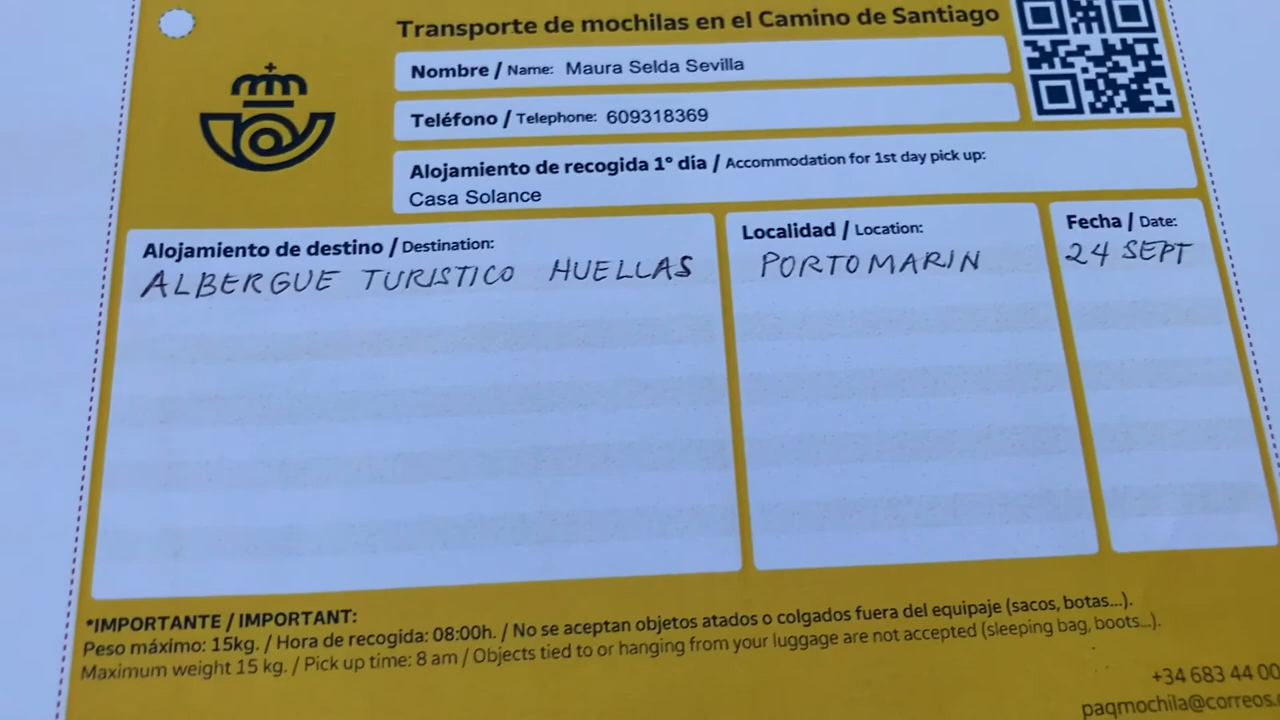 Transporte de mochilas en el Camino de Santiago
Nombre / Name: Maura Selda Sevilla
Teléfono / Telephone: 609318369
Alojamiento de recogida 1º día / Accommodation for 1st day pick up:
Casa Solance
Alojamiento de destino / Destination:
ALBERGUE TURISTICO HUELLAS
Localidad / Location:
PORTOMARIN
Fecha / Date:
24 SEPT
*IMPORTANTE / IMPORTANT:
Peso máximo: 15kg. / Hora de recogida: 08:00h. / No se aceptan objetos atados o colgados fuera del equipaje (sacos, botas...).
Maximum weight 15 kg. / Pick up time: 8 am / Objects tied to or hanging from your luggage are not accepted (sleeping bag, boots...).
+34 683 44 00
paqmochila@correos.